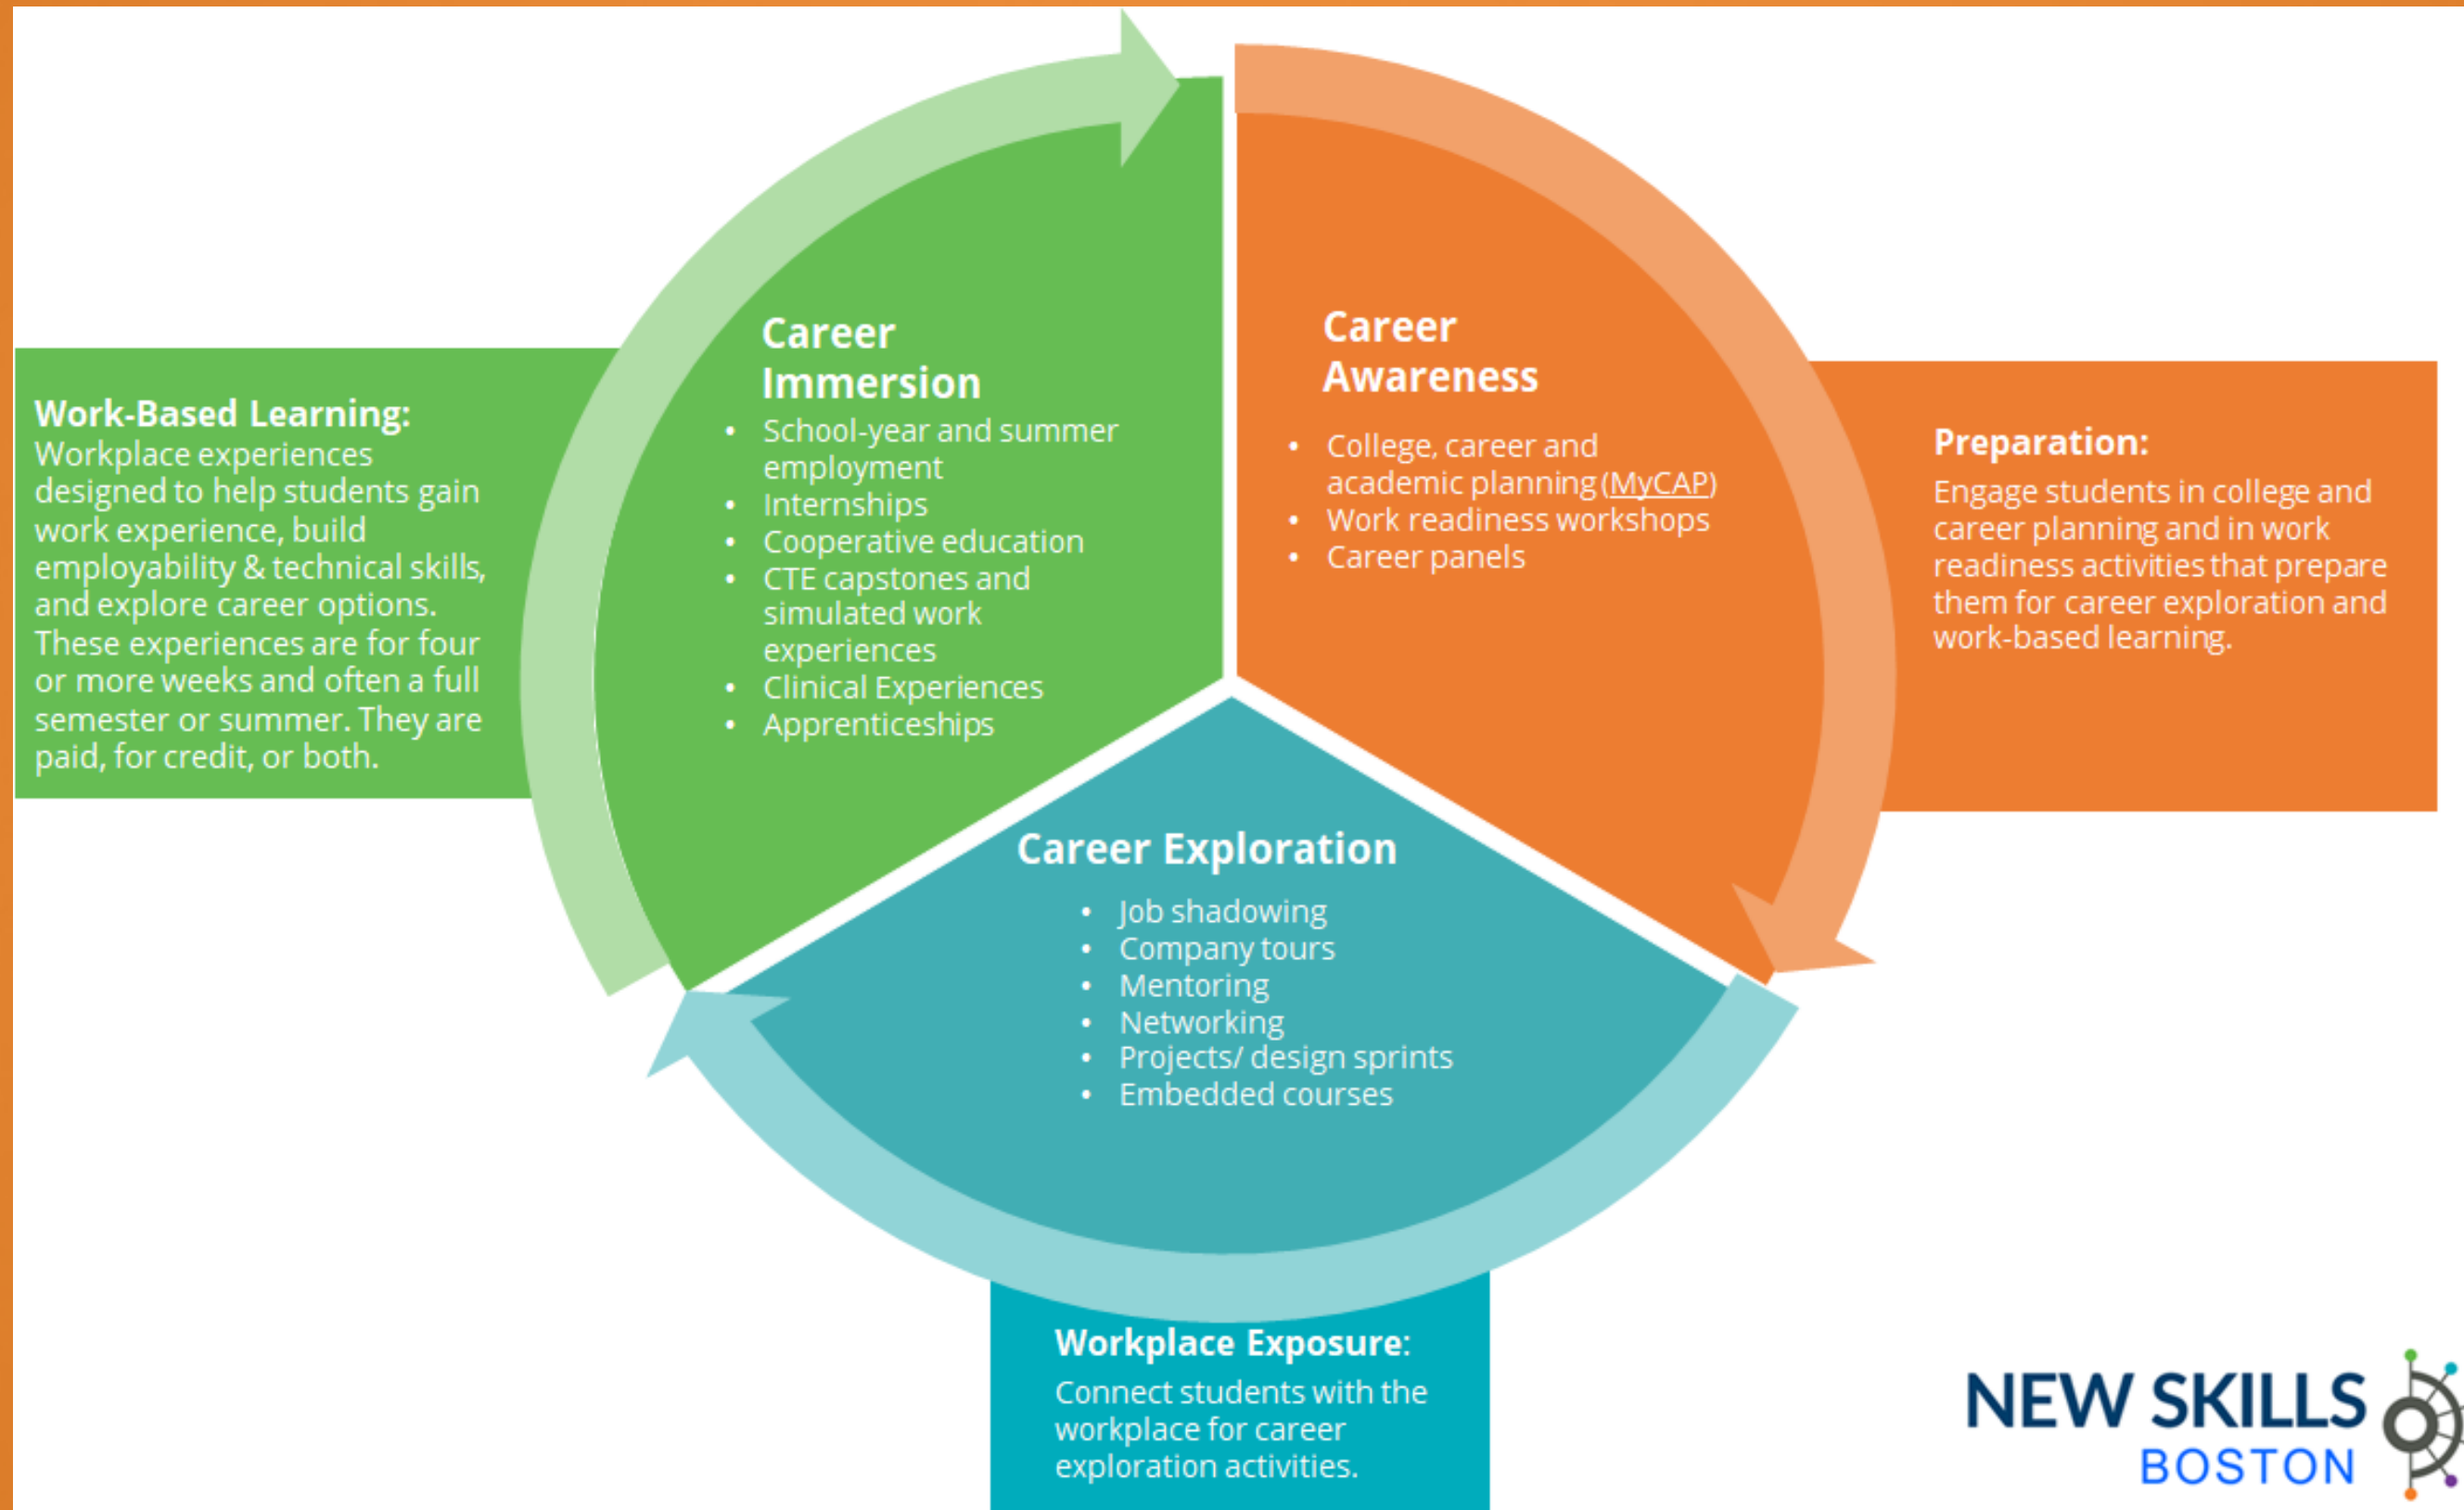 Career
Immersion
• School-year and summer
employment
• Internships
• Cooperative education
• CTE capstones and
simulated work
experiences
• Clinical Experiences
• Apprenticeships
Career
Awareness
• College, career and
academic planning (MyCAP)
• Work readiness workshops
• Career panels
Work-Based Learning:
Workplace experiences
designed to help students gain
work experience, build
employability & technical skills,
and explore career options.
These experiences are for four
or more weeks and often a full
semester or summer. They are
paid, for credit, or both.
Preparation:
Engage students in college and
career planning and in work
readiness activities that prepare
them for career exploration and
work-based learning.
Career Exploration
• Job shadowing
• Company tours
• Mentoring
• Networking
• Projects/ design sprints
• Embedded courses
Workplace Exposure:
Connect students with the
workplace for career
exploration activities.
NEW SKILLS
BOSTON